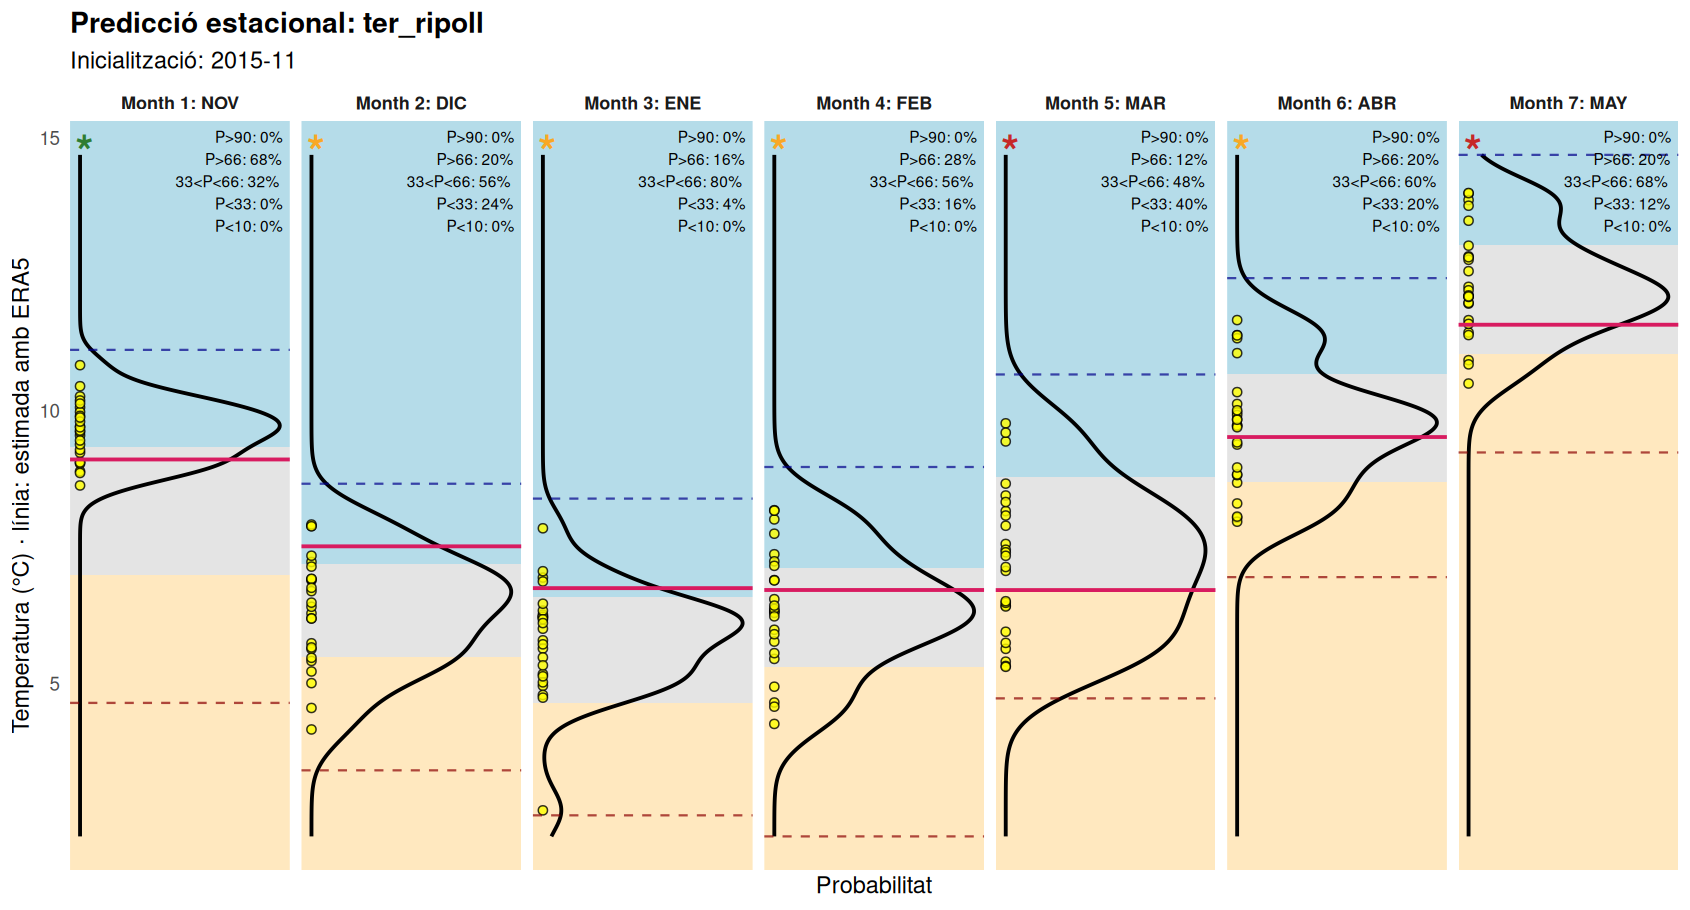 Predicció estacional: ter_ripoll
Inicialització: 2015-11
Month 1: NOV
Month 2: DIC
Month 3: ENE
Month 4: FEB
Month 5: MAR
Month 6: ABR
Month 7: MAY
P>90: 0%
P>66: 68%
33<P<66: 32%
P<33: 0%
P<10: 0%
P>90: 0%
P>66: 20%
33<P<66: 56%
P<33: 24%
P<10: 0%
P>90: 0%
P>66: 16%
33<P<66: 80%
P<33: 4%
P<10: 0%
P>90: 0%
P>66: 28%
33<P<66: 56%
P<33: 16%
P<10: 0%
P>90: 0%
P>66: 12%
33<P<66: 48%
P<33: 40%
P<10: 0%
P>90: 0%
P>66: 20%
33<P<66: 60%
P<33: 20%
P<10: 0%
P>90: 0%
P>66: 20%
33<P<66: 68%
P<33: 12%
P<10: 0%
15
10
5
Temperatura (°C) · línia: estimada amb ERA5
Probabilitat